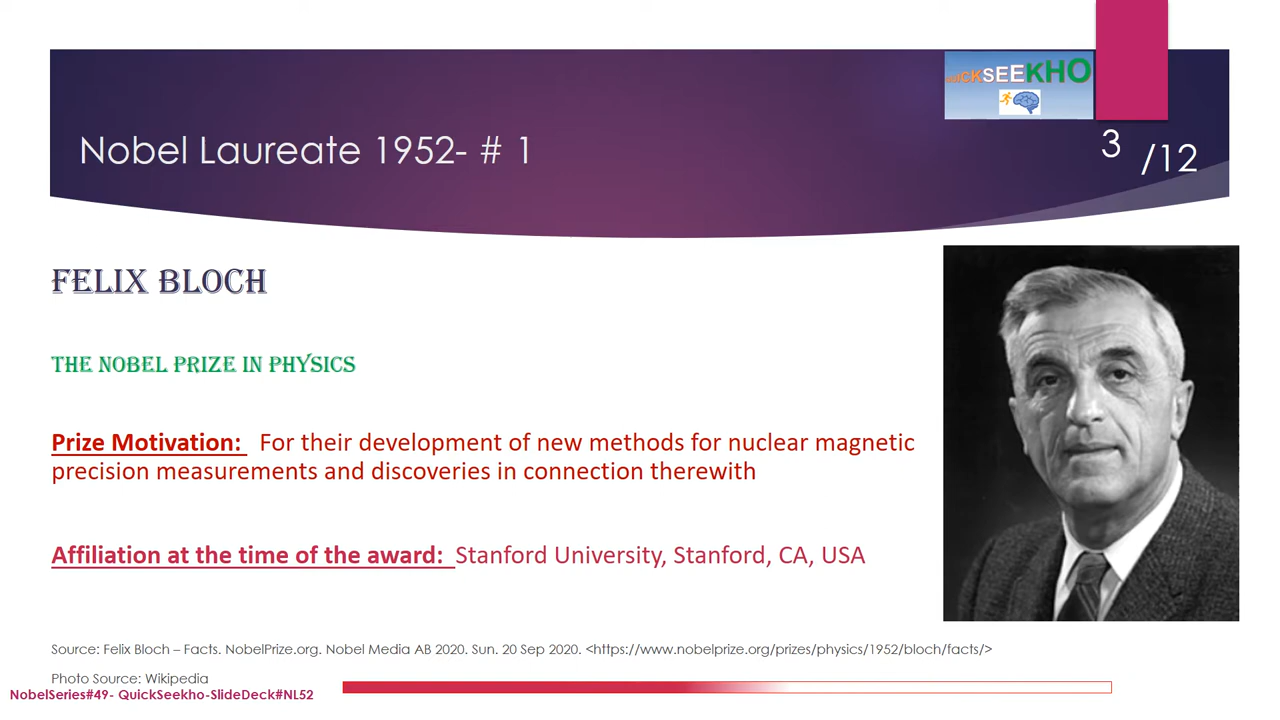 QUICKSEEKHO
Nobel Laureate 1952- # 1
3 /12
FELIX BLOCH
THE NOBEL PRIZE IN PHYSICS
Prize Motivation: For their development of new methods for nuclear magnetic
precision measurements and discoveries in connection therewith
Affiliation at the time of the award: Stanford University, Stanford, CA, USA
Source: Felix Bloch – Facts. NobelPrize.org. Nobel Media AB 2020. Sun. 20 Sep 2020. <https://www.nobelprize.org/prizes/physics/1952/bloch/facts/>
Photo Source: Wikipedia
NobelSeries#49- QuickSeekho-SlideDeck#NL52